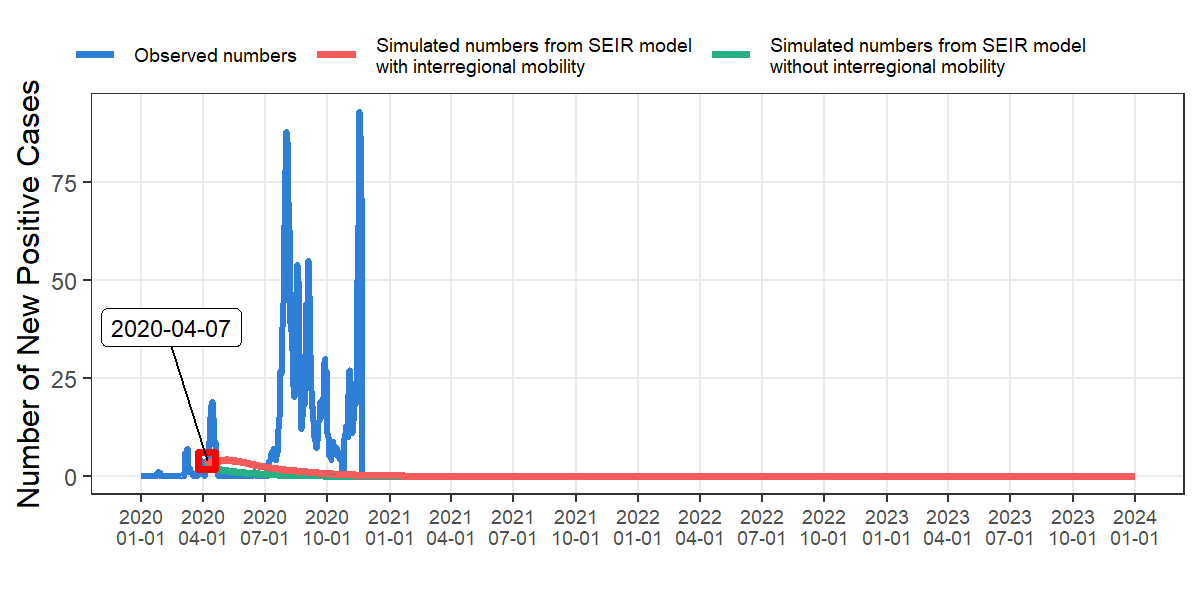 Observed numbers
Simulated numbers from SEIR model
with interregional mobility
Simulated numbers from SEIR model
without interregional mobility
Number of New Positive Cases
75
50
25
0
2020-04-07
2020 2020 2020 2020 2021 2021 2021 2021 2022 2022 2022 2022 2023 2023 2023 2023 2024
01-01 04-01 07-01 10-01 01-01 04-01 07-01 10-01 01-01 04-01 07-01 10-01 01-01 04-01 07-01 10-01 01-01